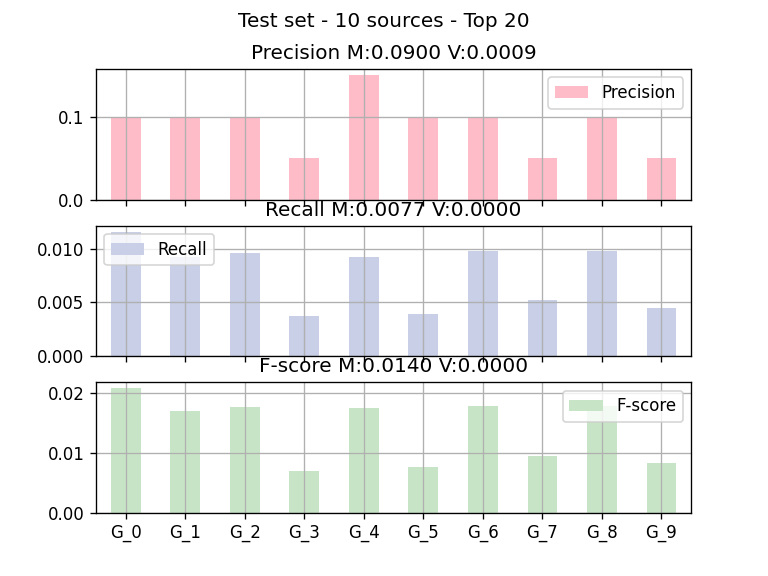 Test set - 10 sources - Top 20
Precision M:0.0900 V:0.0009
Precision
0.1
0.0
Recall M:0.0077 V:0.0000
Recall
0.010
0.005
0.000
F-score M:0.0140 V:0.0000
F-score
0.02
0.01
0.00
G_0 G_1 G_2 G_3 G_4 G_5 G_6 G_7 G_8 G_9